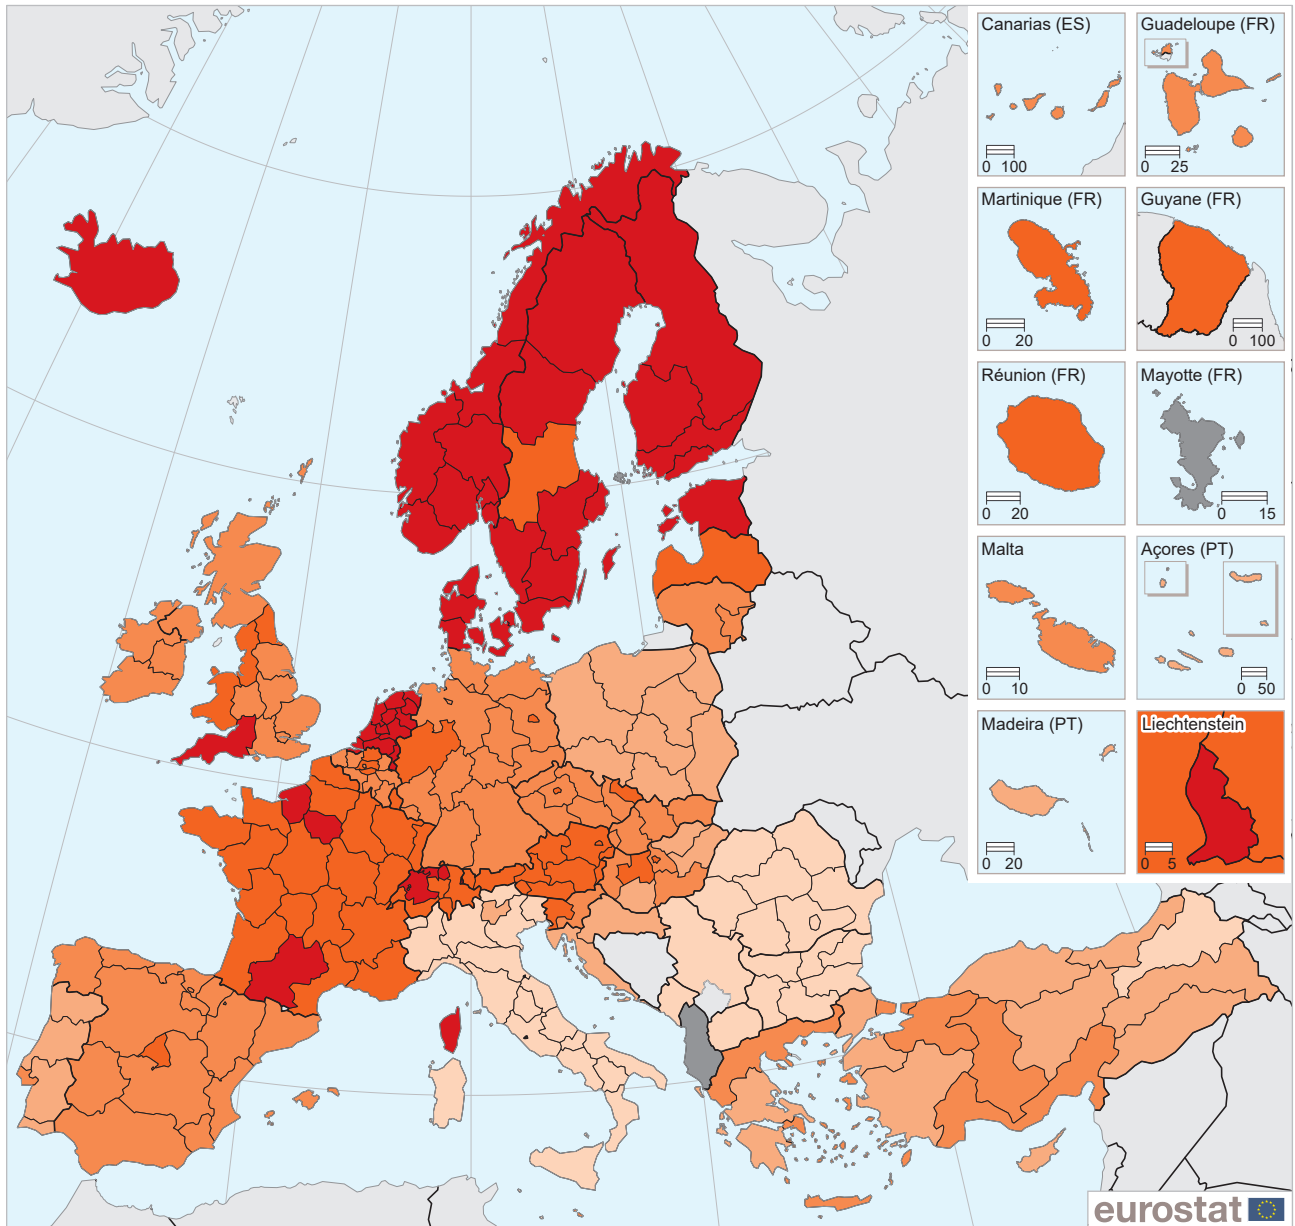 Canarias (ES)
0 100
Guadeloupe (FR)
0 25
Martinique (FR)
0 20
Guyane (FR)
0 100
Réunion (FR)
0 20
Mayotte (FR)
0 15
Malta
0 10
Açores (PT)
0 50
Madeira (PT)
0 20
Liechtenstein
0 5
eurostat